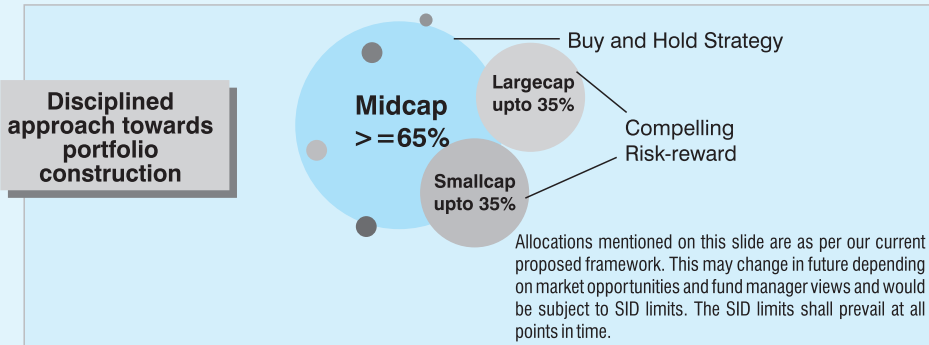 Disciplined
approach towards
portfolio
construction
Midcap
>=65%
Largecap
upto 35%
Smallcap
upto 35%
Buy and Hold Strategy
Compelling
Risk-reward
Allocations mentioned on this slide are as per our current
proposed framework. This may change in future depending
on market opportunities and fund manager views and would
be subject to SID limits. The SID limits shall prevail at all
points in time.